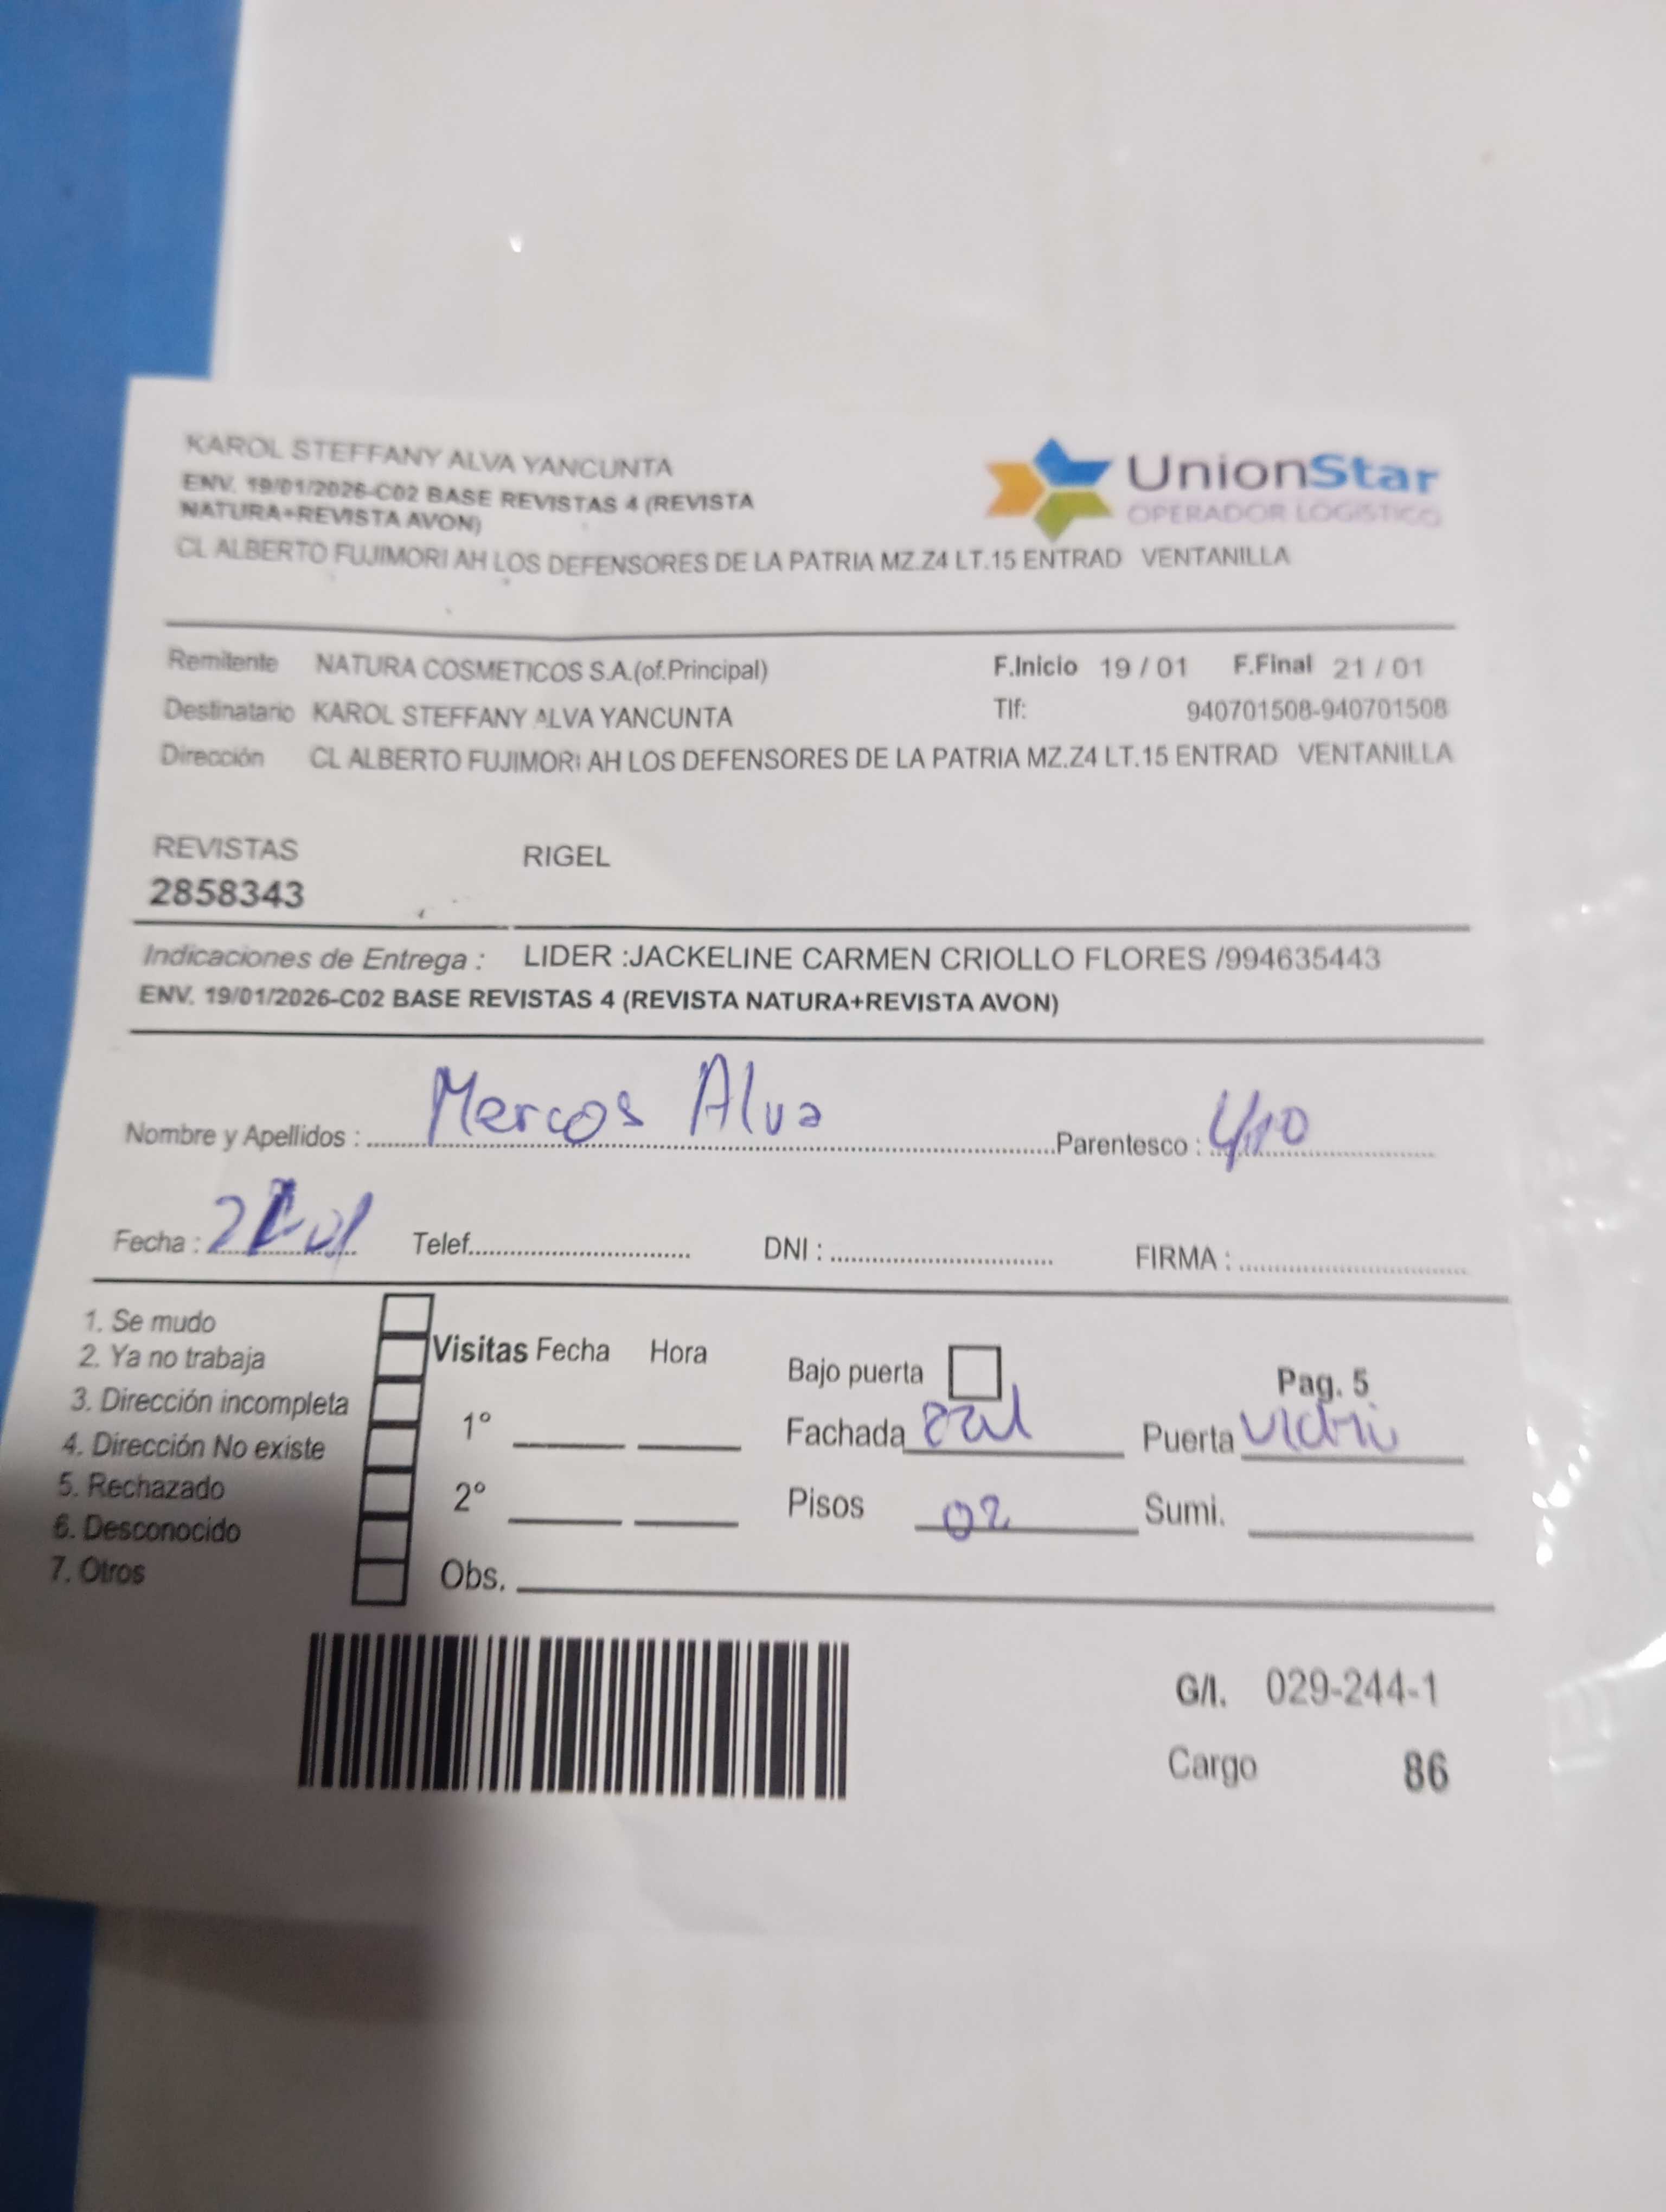 KAROL STEFFANY ALVA YANCUNTA
ENV. 19/01/2026-C02 BASE REVISTAS 4 (REVISTA
NATURA+REVISTA AVON)
UnionStar
OPERADOR LOGISTICO
CL ALBERTO FUJIMORI AH LOS DEFENSORES DE LA PATRIA MZ.Z4 LT.15 ENTRAD VENTANILLA
Remitente NATURA COSMETICOS S.A.(of.Principal) F.Inicio 19 / 01 F.Final 21 / 01
Destinatario KAROL STEFFANY ALVA YANCUNTA Tlf: 940701508-940701508
Dirección CL ALBERTO FUJIMORI AH LOS DEFENSORES DE LA PATRIA MZ.Z4 LT.15 ENTRAD VENTANILLA
REVISTAS RIGEL
2858343
Indicaciones de Entrega : LIDER :JACKELINE CARMEN CRIOLLO FLORES /994635443
ENV. 19/01/2026-C02 BASE REVISTAS 4 (REVISTA NATURA+REVISTA AVON)
Nombre y Apellidos : Marcos Alva Parentesco :
Fecha : Telef. DNI : FIRMA :
1. Se mudo
2. Ya no trabaja
3. Dirección incompleta
4. Dirección No existe
5. Rechazado
6. Desconocido
7. Otros
Visitas Fecha Hora
1°
2°
Obs.
Bajo puerta Pag. 5
Fachada Puerta
Pisos 02 Sumi.
G/I. 029-244-1
Cargo 86